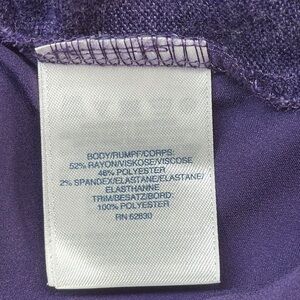 BODY/RUMPF/CORPS:
52% RAYON/VISKOSE/VISCOSE
46% POLYESTER
2% SPANDEX/ELASTANE/ELASTANE/
ELASTHANNE
TRIM/BESATZ/BORD:
100% POLYESTER
RN 52830